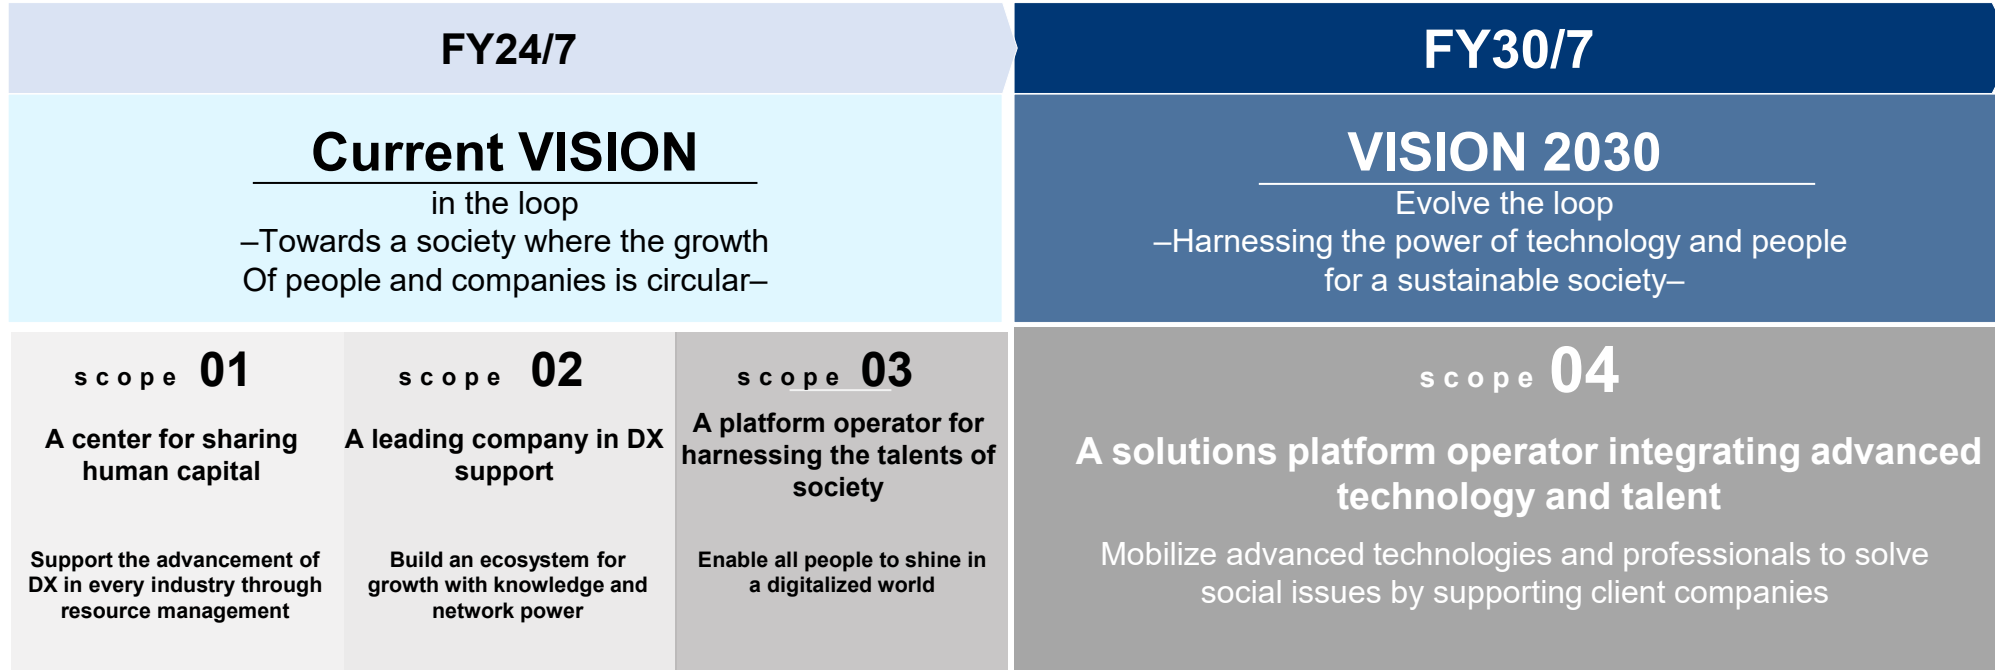 FY24/7
FY30/7
Current VISION
in the loop
–Towards a society where the growth
Of people and companies is circular–
VISION 2030
Evolve the loop
–Harnessing the power of technology and people
for a sustainable society–
scope 01
A center for sharing
human capital
Support the advancement of
DX in every industry through
resource management
scope 02
A leading company in DX
support
Build an ecosystem for
growth with knowledge and
network power
scope 03
A platform operator for
harnessing the talents of
society
Enable all people to shine in
a digitalized world
scope 04
A solutions platform operator integrating advanced
technology and talent
Mobilize advanced technologies and professionals to solve
social issues by supporting client companies